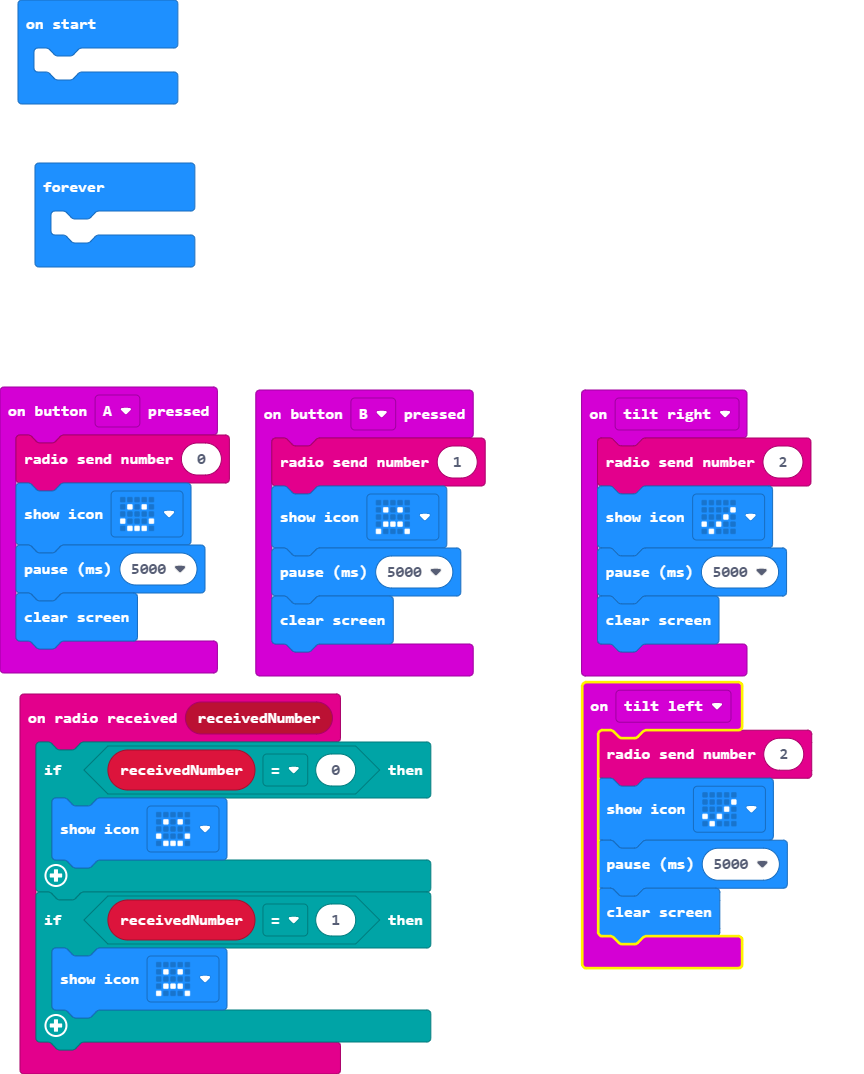 on start
forever
on button A pressed
radio send number 0
show icon
pause (ms) 5000
clear screen
on button B pressed
radio send number 1
show icon
pause (ms) 5000
clear screen
on tilt right
radio send number 2
show icon
pause (ms) 5000
clear screen
on radio received receivedNumber
if receivedNumber = 0 then
show icon
if receivedNumber = 1 then
show icon
on tilt left
radio send number 2
show icon
pause (ms) 5000
clear screen